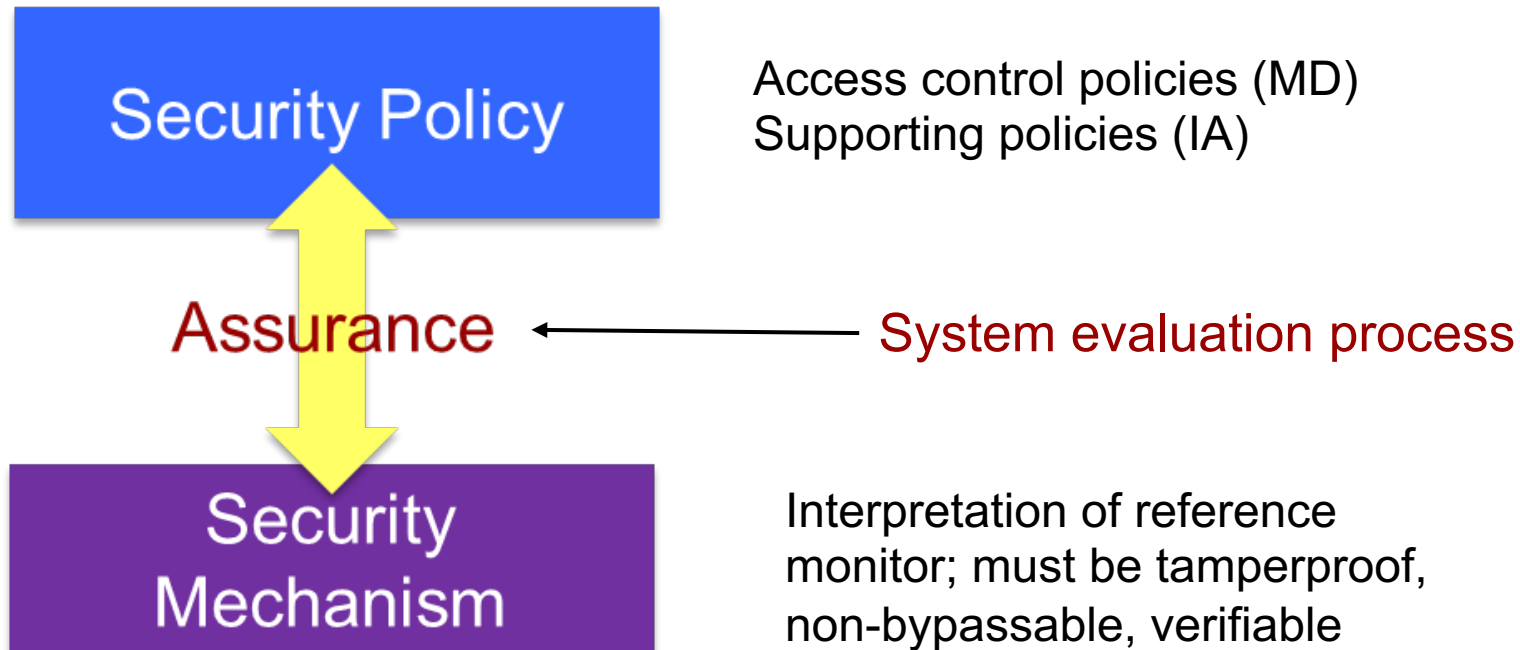 Security Policy
Access control policies (MD)
Supporting policies (IA)
Assurance
System evaluation process
Security
Mechanism
Interpretation of reference
monitor; must be tamperproof,
non-bypassable, verifiable